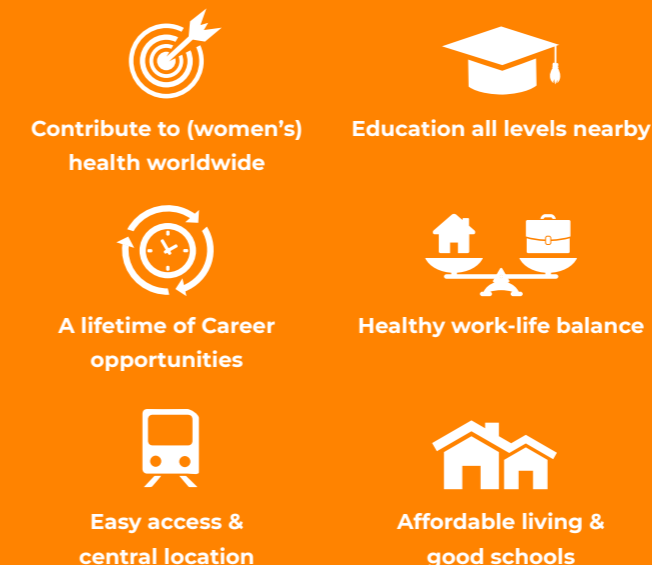 Contribute to (women's)
health worldwide
Education all levels nearby
A lifetime of Career
opportunities
Healthy work-life balance
Easy access &
central location
Affordable living &
good schools